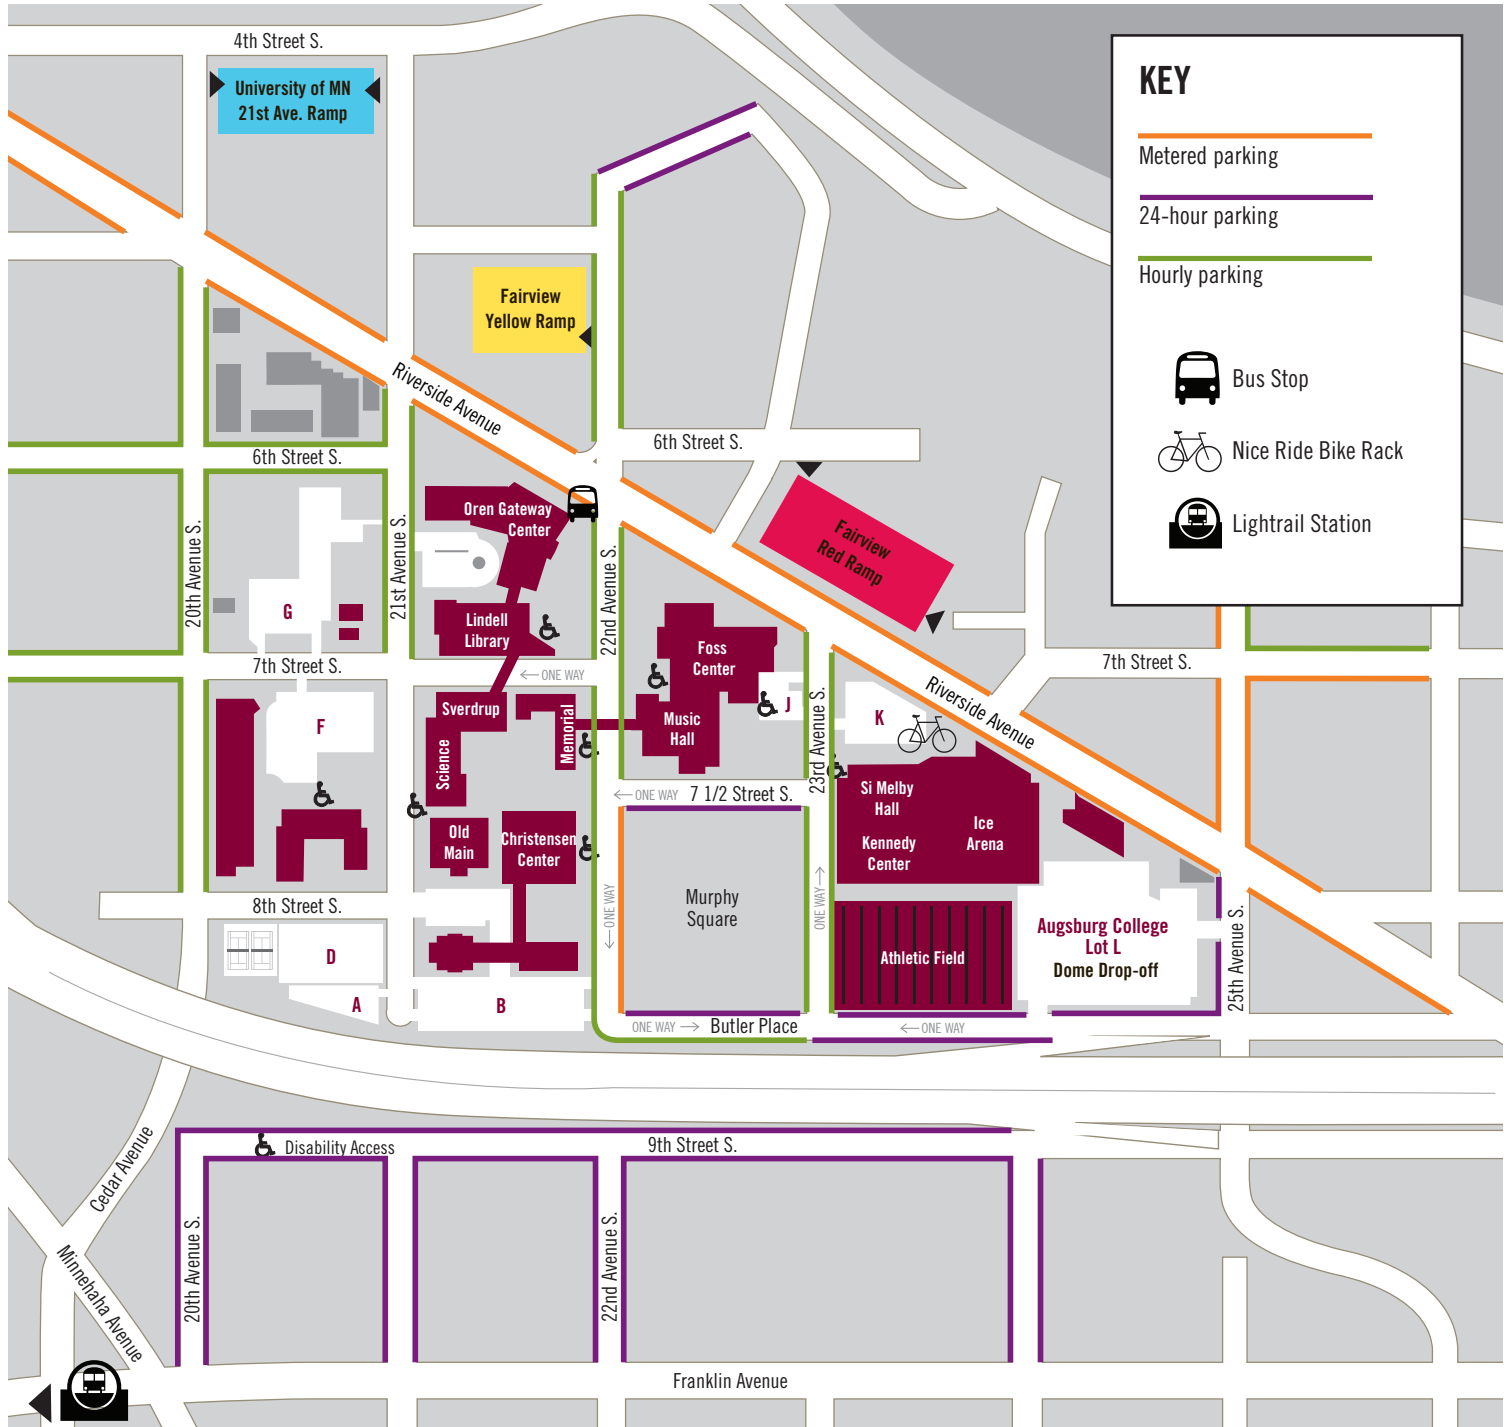 4th Street S.
University of MN
21st Ave. Ramp
KEY
Metered parking
24-hour parking
Hourly parking
Bus Stop
Nice Ride Bike Rack
Lightrail Station
Fairview
Yellow Ramp
Riverside Avenue
6th Street S.
6th Street S.
Oren Gateway
Center
Fairview
Red Ramp
20th Avenue S.
21st Avenue S.
22nd Avenue S.
G
Lindell
Library
Foss
Center
7th Street S.
ONE WAY
7th Street S.
Riverside Avenue
Sverdrup
Memorial
Music
Hall
J
23rd Avenue S.
K
F
Science
Si Melby
Hall
ONE WAY
7 1/2 Street S.
Ice
Arena
Old
Main
Christensen
Center
Kennedy
Center
Murphy
Square
ONE WAY
ONE WAY
8th Street S.
25th Avenue S.
Augsburg College
Lot L
Dome Drop-off
Athletic Field
D
A
B
ONE WAY
Butler Place
ONE WAY
Cedar Avenue
Disability Access
9th Street S.
20th Avenue S.
22nd Avenue S.
Minnehaha Avenue
Franklin Avenue